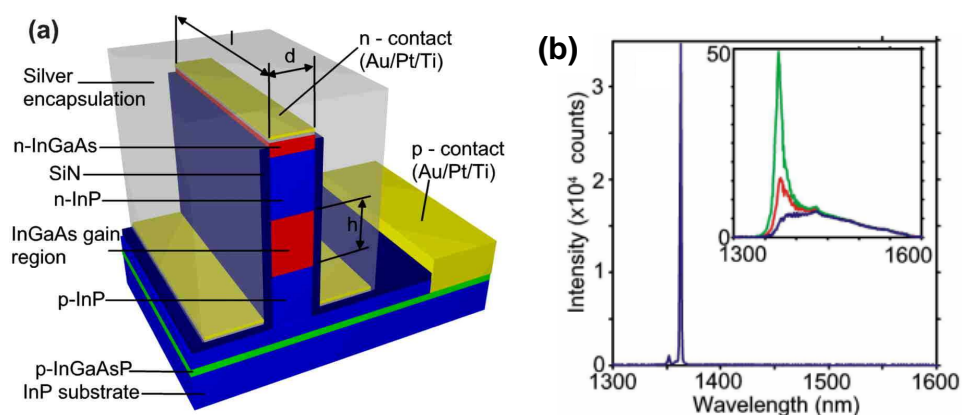 (a)
l
d
n - contact
(Au/Pt/Ti)
Silver
encapsulation
n-InGaAs
SiN
n-InP
InGaAs gain
region
p-InP
p-InGaAsP
InP substrate
p - contact
(Au/Pt/Ti)
h
(b)
Intensity (x10⁴ counts)
3
2
1
0
1300
1400
1500
1600
Wavelength (nm)
50
0
1300
1600